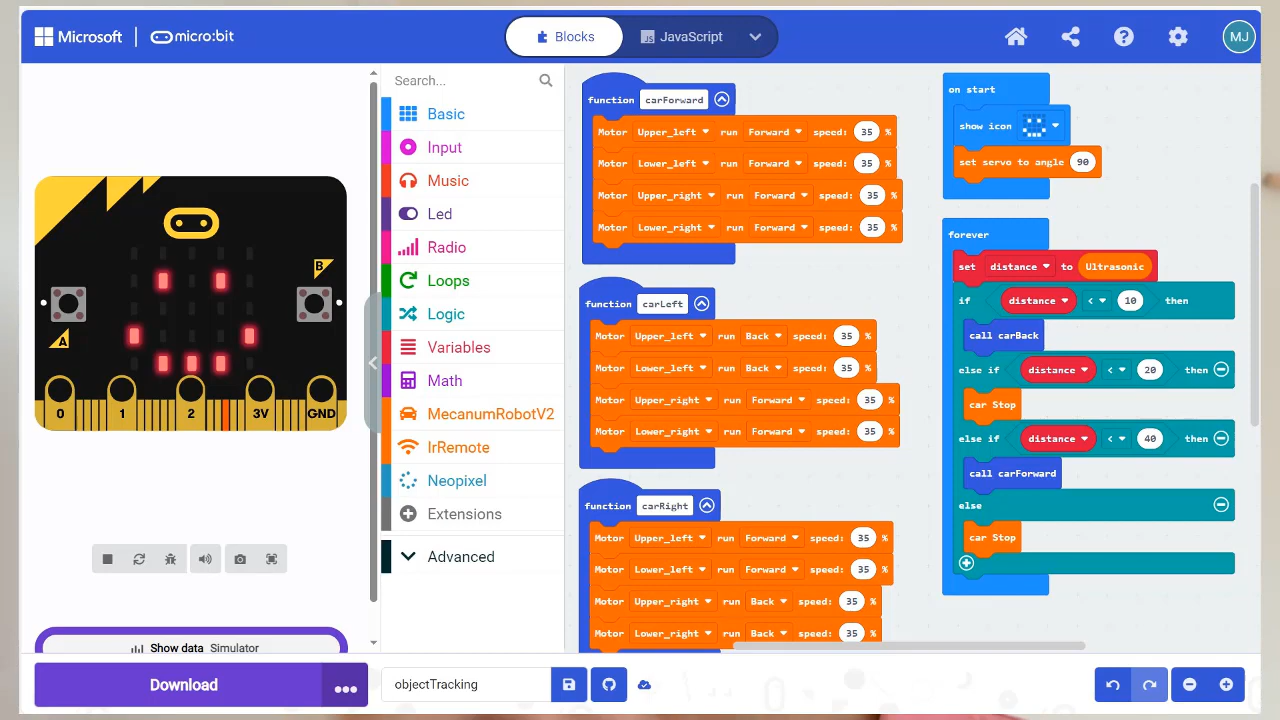 Microsoft micro:bit Blocks JavaScript MJ
Search...
Basic
Input
Music
Led
Radio
Loops
Logic
Variables
Math
MecanumRobotV2
IrRemote
Neopixel
Extensions
Advanced
A
B
0 1 2 3V GND
Show data Simulator
Download ...
objectTracking
function carForward
Motor Upper_left run Forward speed: 35 %
Motor Lower_left run Forward speed: 35 %
Motor Upper_right run Forward speed: 35 %
Motor Lower_right run Forward speed: 35 %
function carLeft
Motor Upper_left run Back speed: 35 %
Motor Lower_left run Back speed: 35 %
Motor Upper_right run Forward speed: 35 %
Motor Lower_right run Forward speed: 35 %
function carRight
Motor Upper_left run Forward speed: 35 %
Motor Lower_left run Forward speed: 35 %
Motor Upper_right run Back speed: 35 %
Motor Lower_right run Back speed: 35 %
on start
show icon
set servo to angle 90
forever
set distance to Ultrasonic
if distance < 10 then
call carBack
else if distance < 20 then
car Stop
else if distance < 40 then
call carForward
else
car Stop